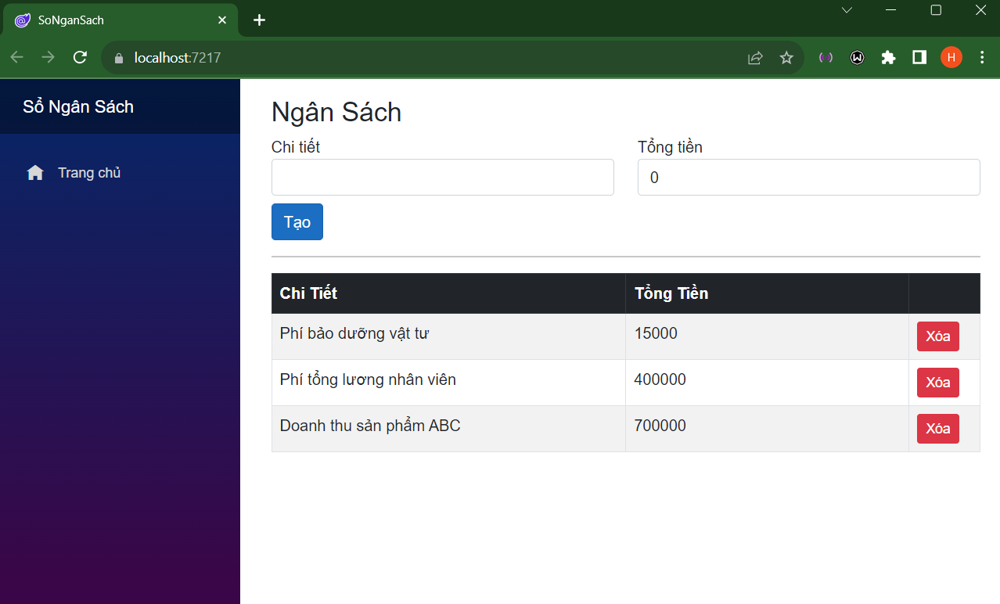 SoNganSach
localhost:7217
H
Sổ Ngân Sách
Trang chủ
Ngân Sách
Chi tiết Tổng tiền
0
Tạo
Chi Tiết Tổng Tiền
Phí bảo dưỡng vật tư 15000 Xóa
Phí tổng lương nhân viên 400000 Xóa
Doanh thu sản phẩm ABC 700000 Xóa